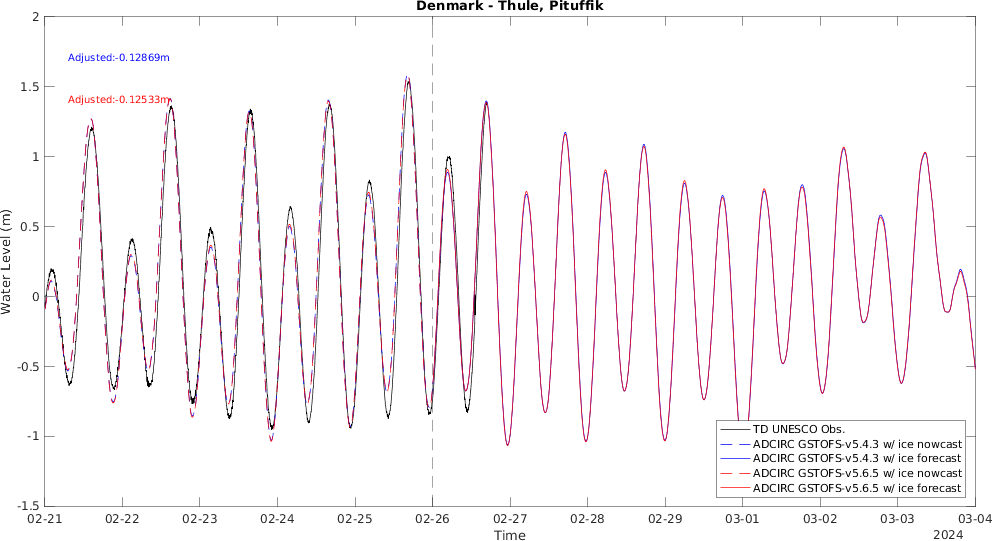 Denmark - Thule, Pituffik
Adjusted:-0.12869m
Adjusted:-0.12533m
Water Level (m)
2
1.5
1
0.5
0
-0.5
-1
-1.5
TD UNESCO Obs.
ADCIRC GSTOFS-v5.4.3 w/ ice nowcast
ADCIRC GSTOFS-v5.4.3 w/ ice forecast
ADCIRC GSTOFS-v5.6.5 w/ ice nowcast
ADCIRC GSTOFS-v5.6.5 w/ ice forecast
02-21 02-22 02-23 02-24 02-25 02-26 02-27 02-28 02-29 03-01 03-02 03-03 03-04
Time
2024